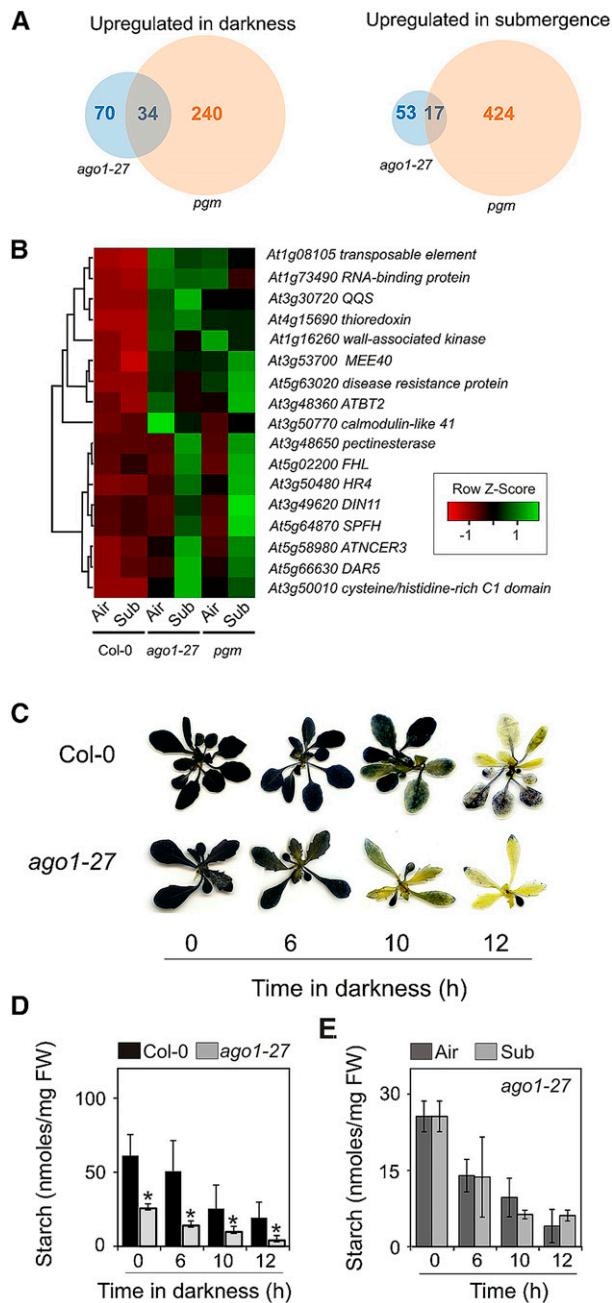 A
Upregulated in darkness
Upregulated in submergence
70 34 240
53 17 424
ago1-27
pgm
ago1-27
pgm
B
At1g08105 transposable element
At1g73490 RNA-binding protein
At3g30720 QQS
At4g15690 thioredoxin
At1g16260 wall-associated kinase
At3g53700 MEE40
At5g63020 disease resistance protein
At3g48360 ATBT2
At3g50770 calmodulin-like 41
At3g48650 pectinesterase
At5g02200 FHL
At3g50480 HR4
At3g49620 DIN11
At5g64870 SPFH
At5g58980 ATNCER3
At5g66630 DAR5
At3g50010 cysteine/histidine-rich C1 domain
Row Z-Score
-1 1
Air Sub Air Sub Air Sub
Col-0 ago1-27 pgm
C
Col-0
ago1-27
0 6 10 12
Time in darkness (h)
D
Col-0 ago1-27
Starch (nmoles/mg FW)
100
50
0
* * * *
0 6 10 12
Time in darkness (h)
E
Air Sub
ago1-27
Starch (nmoles/mg FW)
30
15
0
0 6 10 12
Time (h)